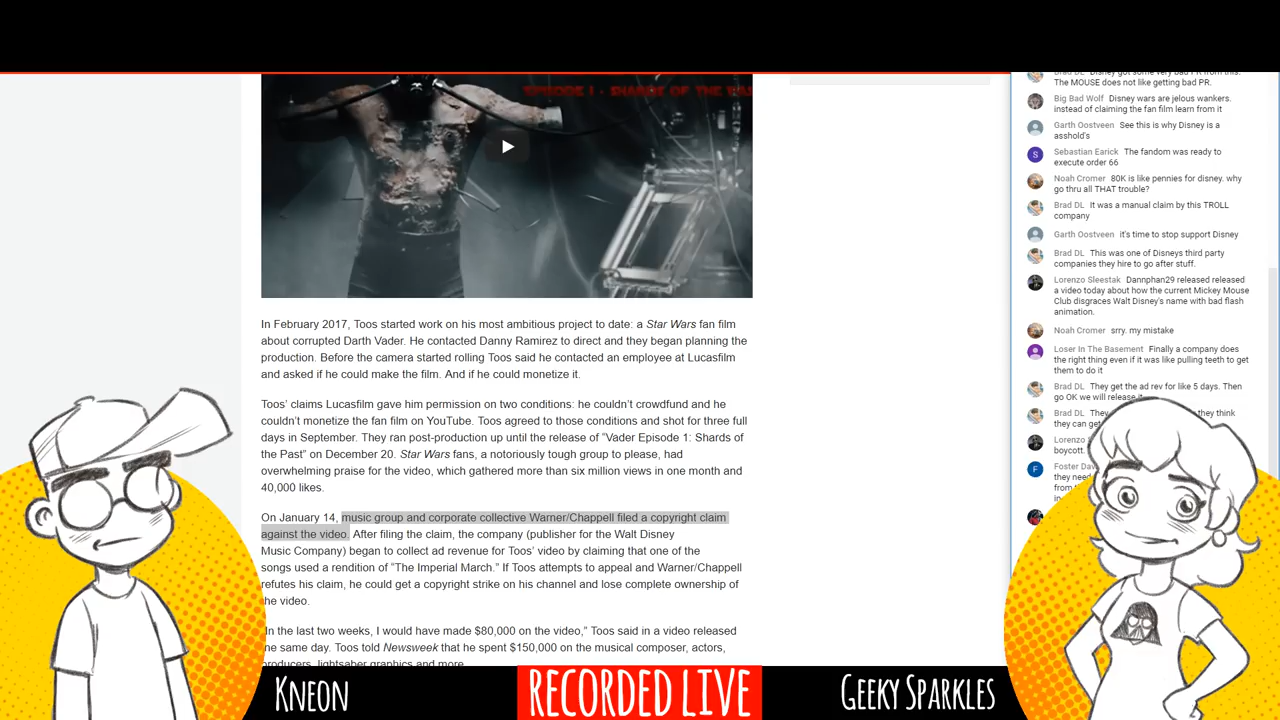 EPISODE I - SHARDS OF THE PAS
In February 2017, Toos started work on his most ambitious project to date: a Star Wars fan film
about corrupted Darth Vader. He contacted Danny Ramirez to direct and they began planning the
production. Before the camera started rolling Toos said he contacted an employee at Lucasfilm
and asked if he could make the film. And if he could monetize it.
Toos’ claims Lucasfilm gave him permission on two conditions: he couldn’t crowdfund and he
couldn’t monetize the fan film on YouTube. Toos agreed to those conditions and shot for three full
days in September. They ran post-production up until the release of “Vader Episode 1: Shards of
the Past” on December 20. Star Wars fans, a notoriously tough group to please, had
overwhelming praise for the video, which gathered more than six million views in one month and
40,000 likes.
On January 14, music group and corporate collective Warner/Chappell filed a copyright claim
against the video. After filing the claim, the company (publisher for the Walt Disney
Music Company) began to collect ad revenue for Toos’ video by claiming that one of the
songs used a rendition of “The Imperial March.” If Toos attempts to appeal and Warner/Chappell
refutes his claim, he could get a copyright strike on his channel and lose complete ownership of
the video.
In the last two weeks, I would have made $80,000 on the video,” Toos said in a video released
ne same day. Toos told Newsweek that he spent $150,000 on the musical composer, actors,
producers, lightsaber graphics and more.
Brad DL Disney got some very bad PR from this.
The MOUSE does not like getting bad PR.
Big Bad Wolf Disney wars are jelous wankers.
instead of claiming the fan film learn from it
Garth Oostveen See this is why Disney is a
asshold's
S Sebastian Earick The fandom was ready to
execute order 66
Noah Cromer 80K is like pennies for disney. why
go thru all THAT trouble?
Brad DL It was a manual claim by this TROLL
company
Garth Oostveen it's time to stop support Disney
Brad DL This was one of Disneys third party
companies they hire to go after stuff.
Lorenzo Sleestak Dannphan29 released released
a video today about how the current Mickey Mouse
Club disgraces Walt Disney's name with bad flash
animation.
Noah Cromer srry. my mistake
Loser In The Basement Finally a company does
the right thing even if it was like pulling teeth to get
them to do it
Brad DL They get the ad rev for like 5 days. Then
go OK we will release it
Brad DL They they think
they can get
Lorenzo
boycott.
F Foster Dav
they need
from
KNEON
RECORDED LIVE
GEEKY SPARKLES